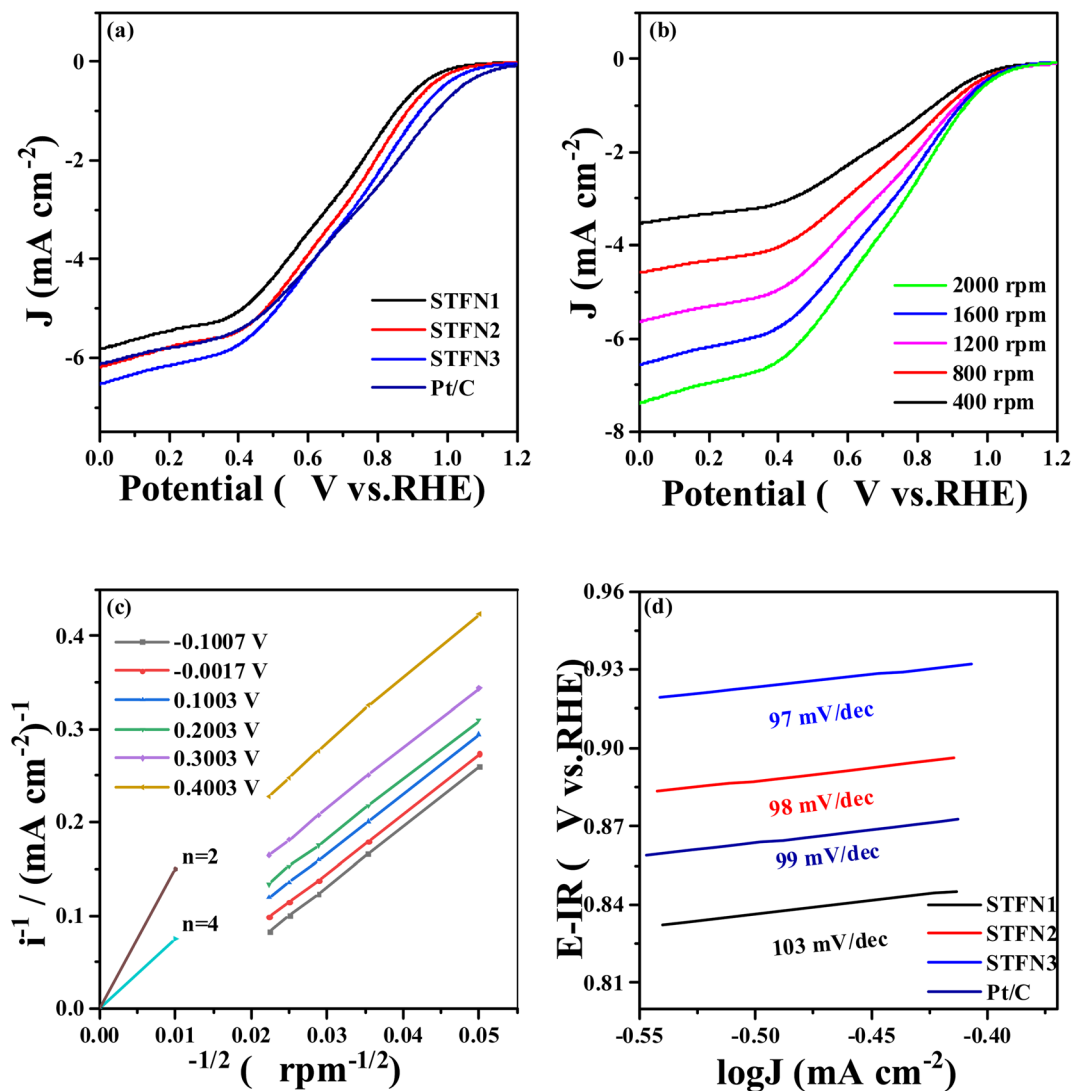 (a)
0
-2
-4
-6
J (mA cm-2)
STFN1
STFN2
STFN3
Pt/C
0.0 0.2 0.4 0.6 0.8 1.0 1.2
Potential ( V vs.RHE)
(b)
0
-2
-4
-6
-8
J (mA cm-2)
2000 rpm
1600 rpm
1200 rpm
800 rpm
400 rpm
0.0 0.2 0.4 0.6 0.8 1.0 1.2
Potential ( V vs.RHE)
(c)
0.4
0.3
0.2
0.1
0.0
i-1 / (mA cm-2)-1
-0.1007 V
-0.0017 V
0.1003 V
0.2003 V
0.3003 V
0.4003 V
n=2
n=4
0.00 0.01 0.02 0.03 0.04 0.05
-1/2 ( rpm-1/2)
(d)
0.96
0.93
0.90
0.87
0.84
0.81
E-IR ( V vs.RHE)
97 mV/dec
98 mV/dec
99 mV/dec
103 mV/dec
STFN1
STFN2
STFN3
Pt/C
-0.55 -0.50 -0.45 -0.40
logJ (mA cm-2)